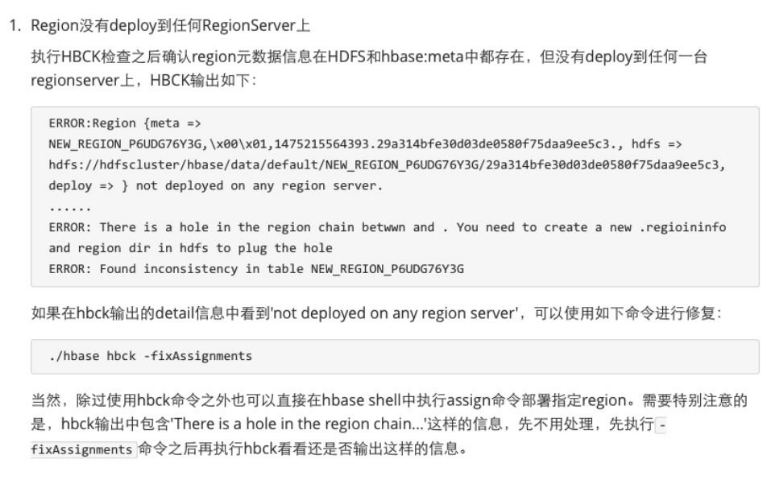 1. Region没有deploy到任何RegionServer上
执行HBCK检查之后确认region元数据信息在HDFS和hbase:meta中都存在，但没有deploy到任何一台
regionserver上，HBCK输出如下：
ERROR:Region {meta =>
NEW_REGION_P6UDG76Y3G,\x00\x01,1475215564393.29a314bfe30d03de0580f75daa9ee5c3., hdfs =>
hdfs://hdfscluster/hbase/data/default/NEW_REGION_P6UDG76Y3G/29a314bfe30d03de0580f75daa9ee5c3,
deploy => } not deployed on any region server.
......
ERROR: There is a hole in the region chain betwwn and . You need to create a new .regioininfo
and region dir in hdfs to plug the hole
ERROR: Found inconsistency in table NEW_REGION_P6UDG76Y3G
如果在hbck输出的detail信息中看到'not deployed on any region server'，可以使用如下命令进行修复：
./hbase hbck -fixAssignments
当然，除过使用hbck命令之外也可以直接在hbase shell中执行assign命令部署指定region。需要特别注意的
是，hbck输出中包含'There is a hole in the region chain...'这样的信息，先不用处理，先执行-
fixAssignments命令之后再执行hbck看看还是否输出这样的信息。